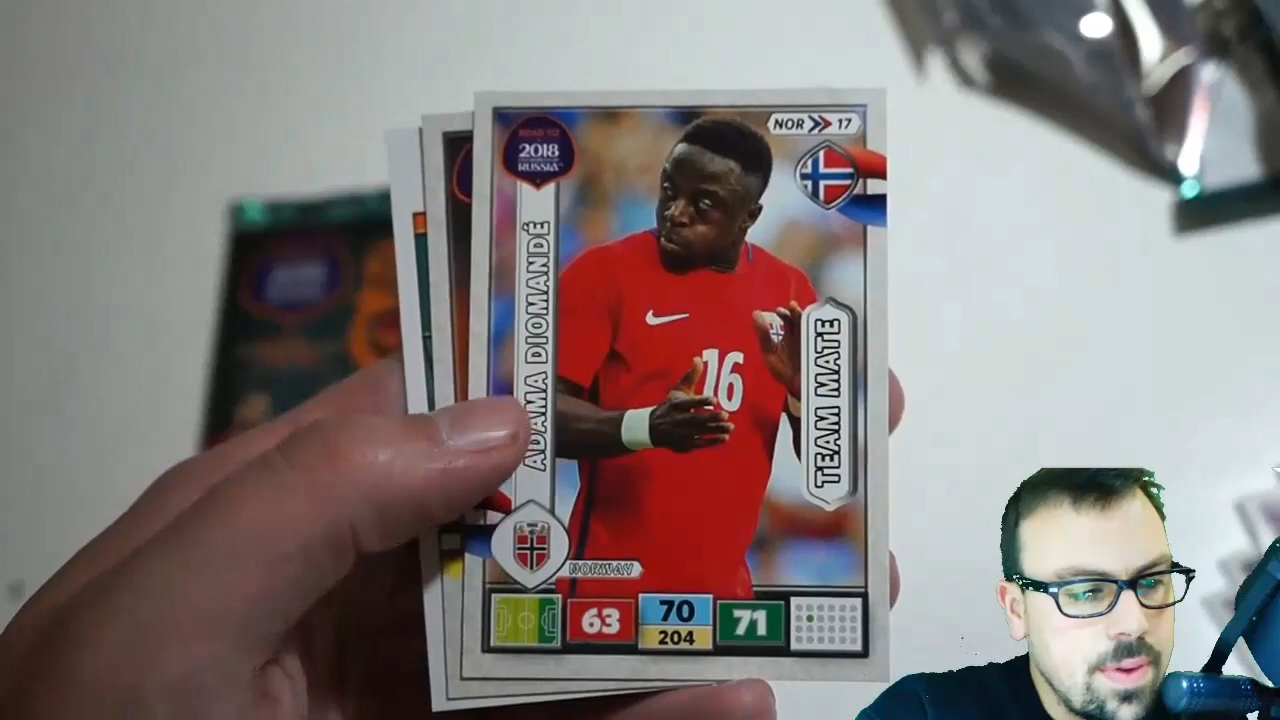 ROAD TO
2018
RUSSIA
NOR 17
ADAMA DIOMANDÉ
16
TEAM MATE
NORWAY
63
70
204
71